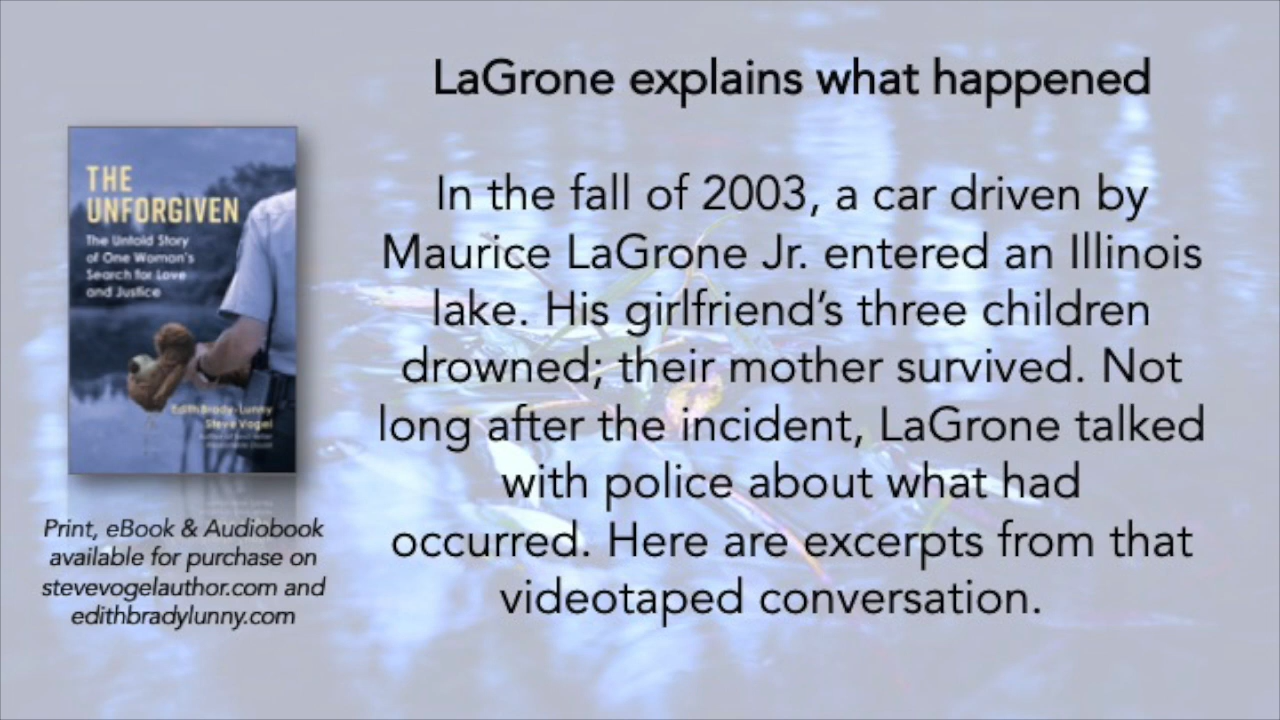 LaGrone explains what happened
In the fall of 2003, a car driven by
Maurice LaGrone Jr. entered an Illinois
lake. His girlfriend’s three children
drowned; their mother survived. Not
long after the incident, LaGrone talked
with police about what had
occurred. Here are excerpts from that
videotaped conversation.
THE
UNFORGIVEN
The Untold Story
of One Woman's
Search for Love
and Justice
Edith Brady-Lunny
Steve Vogel
Print, eBook & Audiobook
available for purchase on
stevevogelauthor.com and
edithbradylunny.com